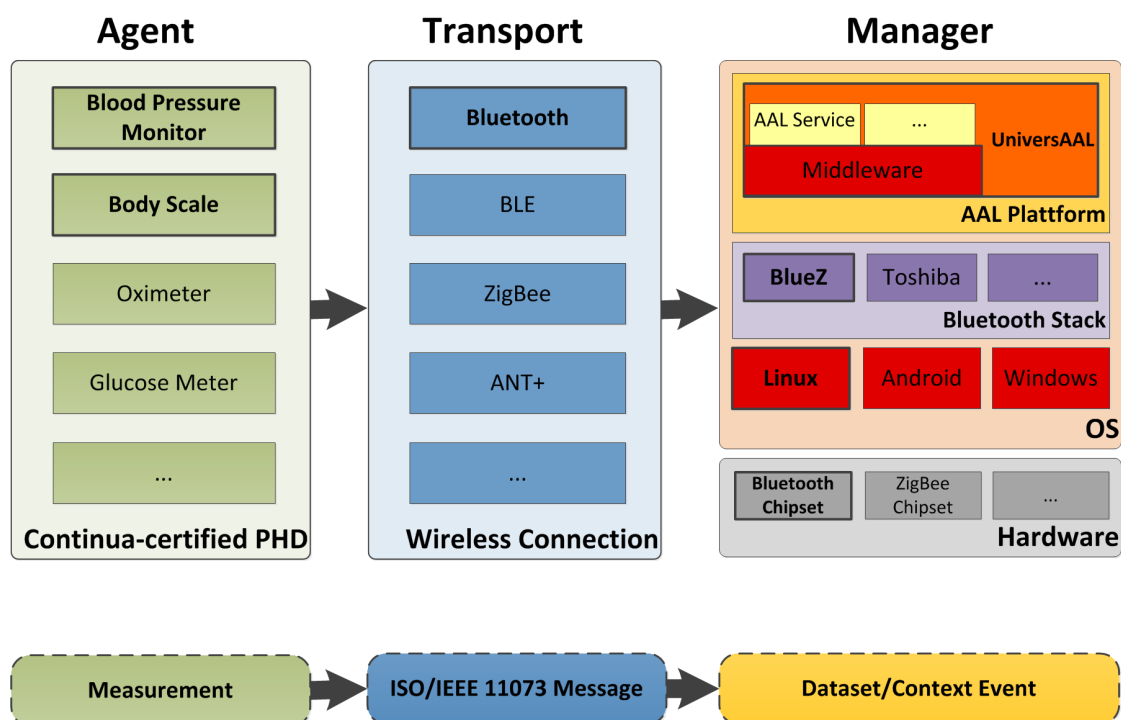 Agent
Transport
Manager
Blood Pressure
Monitor
Body Scale
Oximeter
Glucose Meter
...
Continua-certified PHD
Bluetooth
BLE
ZigBee
ANT+
...
Wireless Connection
AAL Service
...
UniversAAL
Middleware
AAL Plattform
BlueZ
Toshiba
...
Bluetooth Stack
Linux
Android
Windows
OS
Bluetooth
Chipset
ZigBee
Chipset
...
Hardware
Measurement
ISO/IEEE 11073 Message
Dataset/Context Event